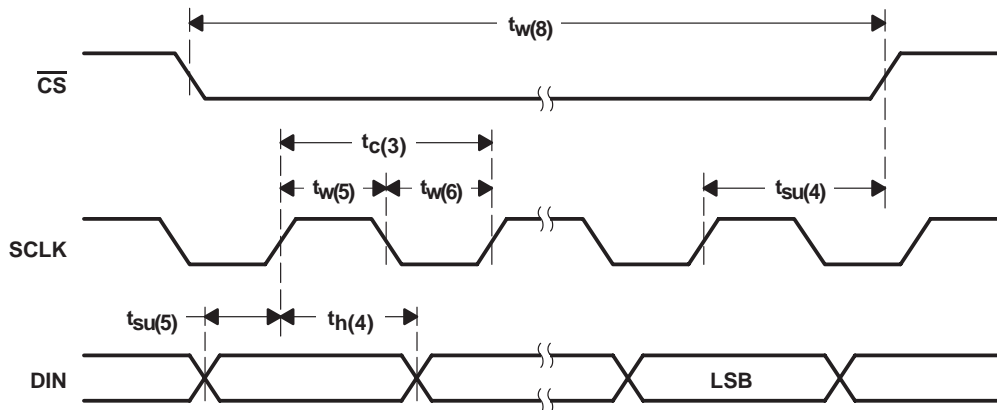 tw(8)
CS
tc(3)
tw(5) tw(6) tsu(4)
SCLK
tsu(5) th(4)
DIN LSB